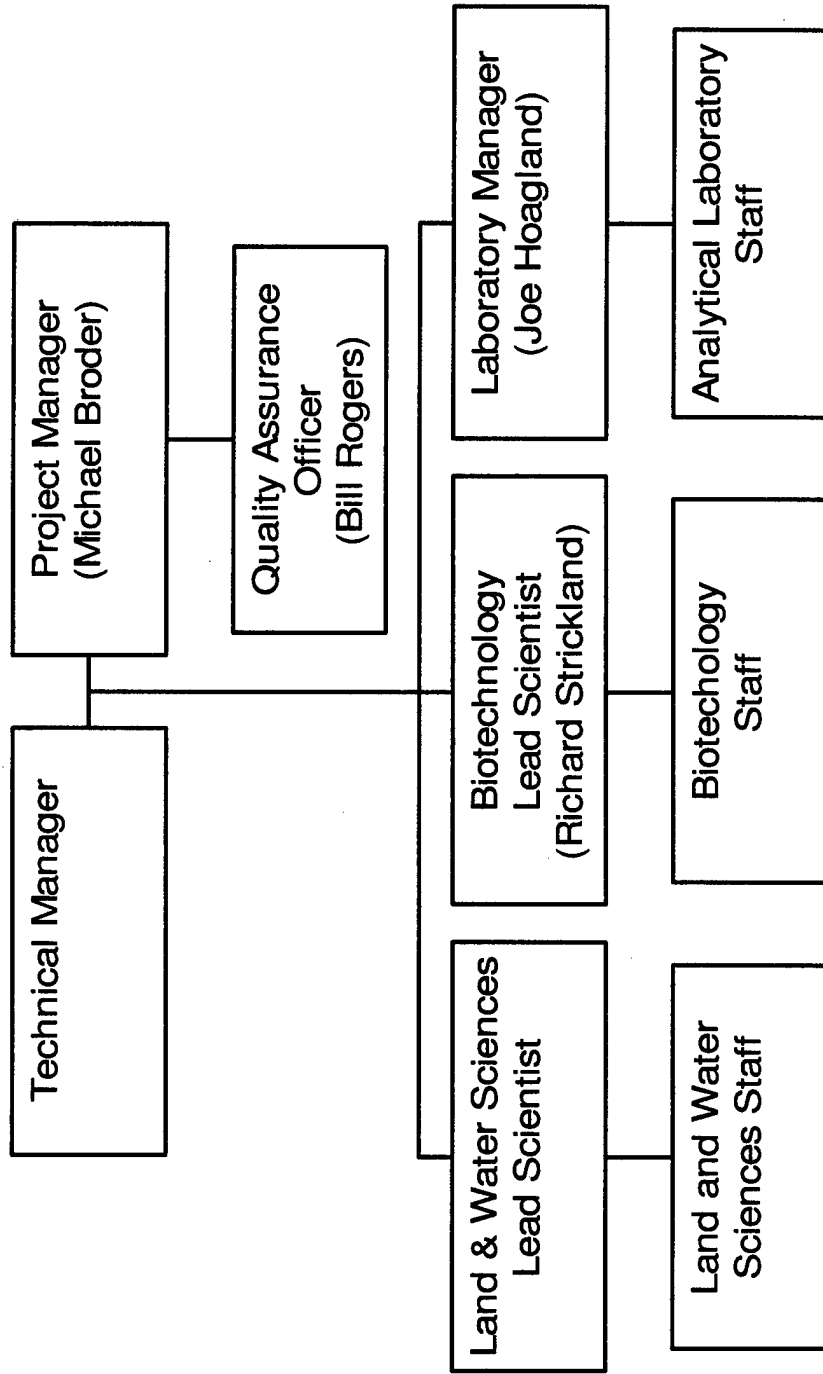 Technical Manager
Project Manager
(Michael Broder)
Quality Assurance
Officer
(Bill Rogers)
Land & Water Sciences
Lead Scientist
Biotechnology
Lead Scientist
(Richard Strickland)
Laboratory Manager
(Joe Hoagland)
Land and Water
Sciences Staff
Biotechology
Staff
Analytical Laboratory
Staff